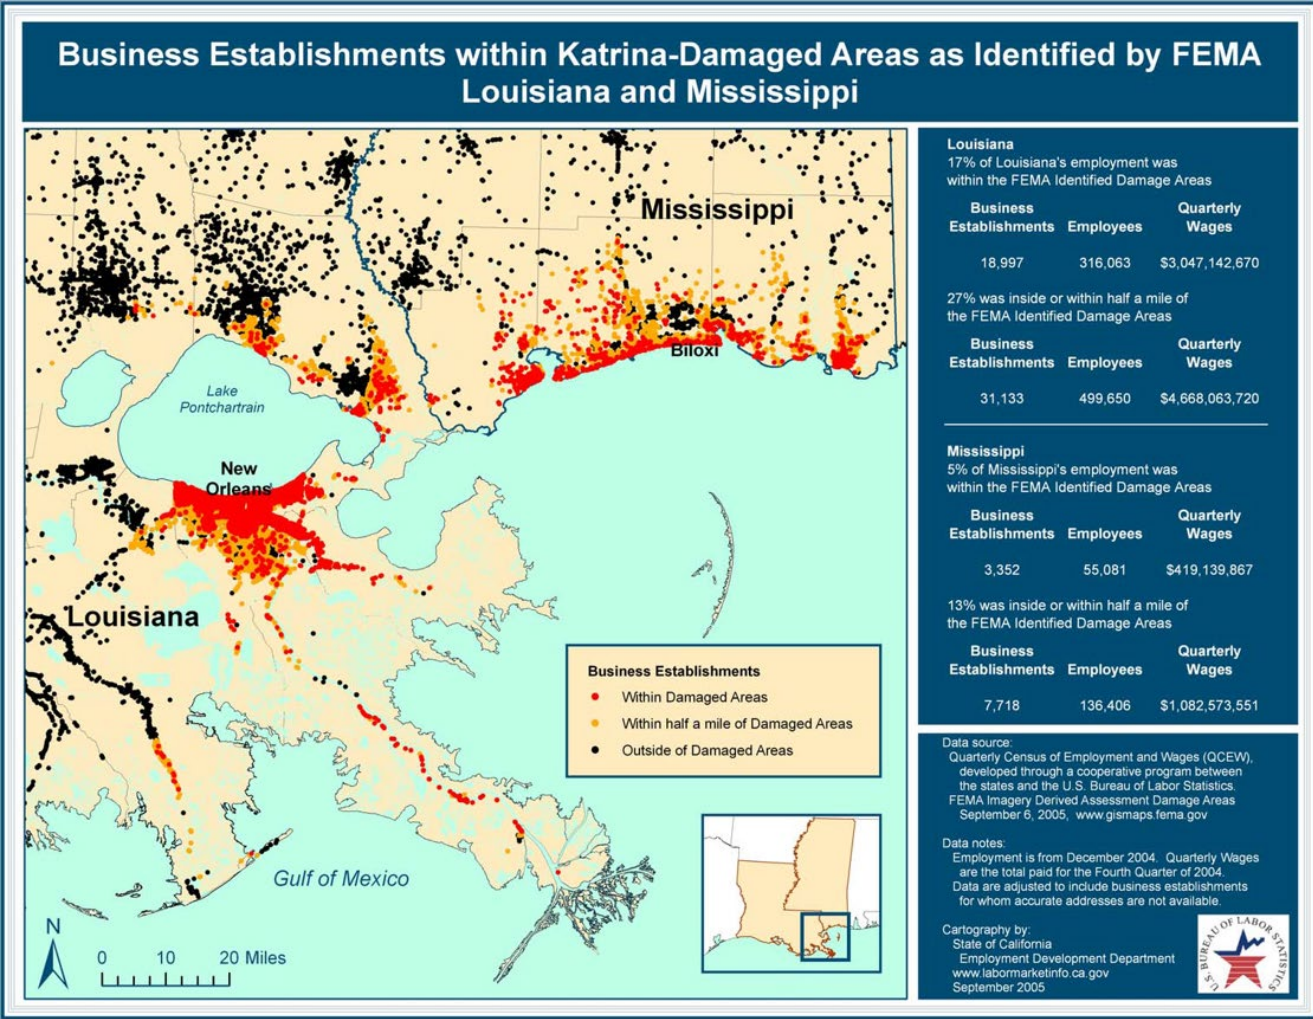 Business Establishments within Katrina-Damaged Areas as Identified by FEMA
Louisiana and Mississippi
Mississippi
Biloxi
Lake
Pontchartrain
New
Orleans
Louisiana
Business Establishments
Within Damaged Areas
Within half a mile of Damaged Areas
Outside of Damaged Areas
Gulf of Mexico
N
0 10 20 Miles
Louisiana
17% of Louisiana's employment was
within the FEMA Identified Damage Areas
Business Quarterly
Establishments Employees Wages
18,997 316,063 $3,047,142,670
27% was inside or within half a mile of
the FEMA Identified Damage Areas
Business Quarterly
Establishments Employees Wages
31,133 499,650 $4,668,063,720
Mississippi
5% of Mississippi's employment was
within the FEMA Identified Damage Areas
Business Quarterly
Establishments Employees Wages
3,352 55,081 $419,139,867
13% was inside or within half a mile of
the FEMA Identified Damage Areas
Business Quarterly
Establishments Employees Wages
7,718 136,406 $1,082,573,551
Data source:
Quarterly Census of Employment and Wages (QCEW),
developed through a cooperative program between
the states and the U.S. Bureau of Labor Statistics.
FEMA Imagery Derived Assessment Damage Areas
September 6, 2005, www.gismaps.fema.gov
Data notes:
Employment is from December 2004. Quarterly Wages
are the total paid for the Fourth Quarter of 2004.
Data are adjusted to include business establishments
for whom accurate addresses are not available.
Cartography by:
State of California
Employment Development Department
www.labormarketinfo.ca.gov
September 2005
U.S. BUREAU OF LABOR STATISTICS